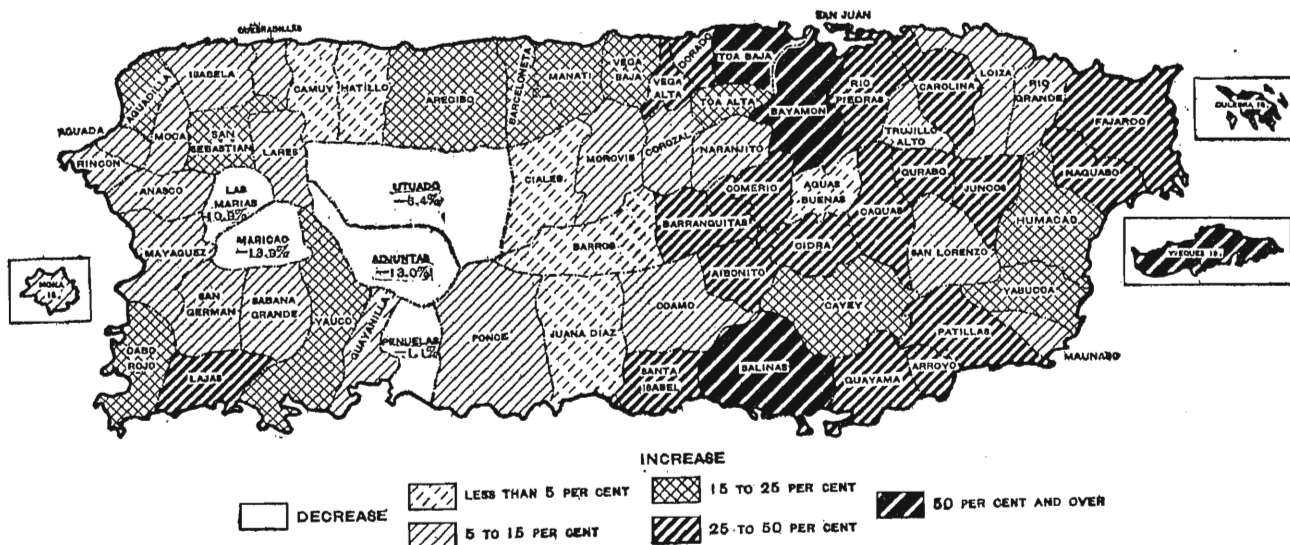 SAN JUAN
QUEBRADILLAS
ISABELA
AGUADILLA
CAMUY
HATILLO
ARECIBO
BARCELONETA
MANATI
VEGA
BAJA
VEGA
ALTA
DORADO
TOA BAJA
TOA ALTA
BAYAMON
RIO
PIEDRAS
CAROLINA
LOIZA
RIO
GRANDE
FAJARDO
CULEBRA IS.
AGUADA
RINCON
MOCA
SAN
SEBASTIAN
LARES
ANASCO
LAS
MARIAS
-10.8%
UTUADO
-5.4%
CIALES
MOROVIS
COROZAL
NARANJITO
COMERIO
TRUJILLO
ALTO
AGUAS
BUENAS
GURABO
JUNCOS
NAGUABO
HUMACAO
CAGUAS
BARRANQUITAS
CIDRA
SAN LORENZO
MAYAGUEZ
MARICAO
-13.9%
ADJUNTAS
-13.0%
BARROS
AIBONITO
CAYEY
YABUCOA
VIEQUES IS.
MONA
IS.
SAN
GERMAN
SABANA
GRANDE
YAUCO
GUAYANILLA
PENUELAS
-1.1%
PONCE
JUANA DIAZ
COAMO
SANTA
ISABEL
SALINAS
GUAYAMA
ARROYO
PATILLAS
MAUNABO
CABO
ROJO
LAJAS
INCREASE
DECREASE
LESS THAN 5 PER CENT
5 TO 15 PER CENT
15 TO 25 PER CENT
25 TO 50 PER CENT
50 PER CENT AND OVER